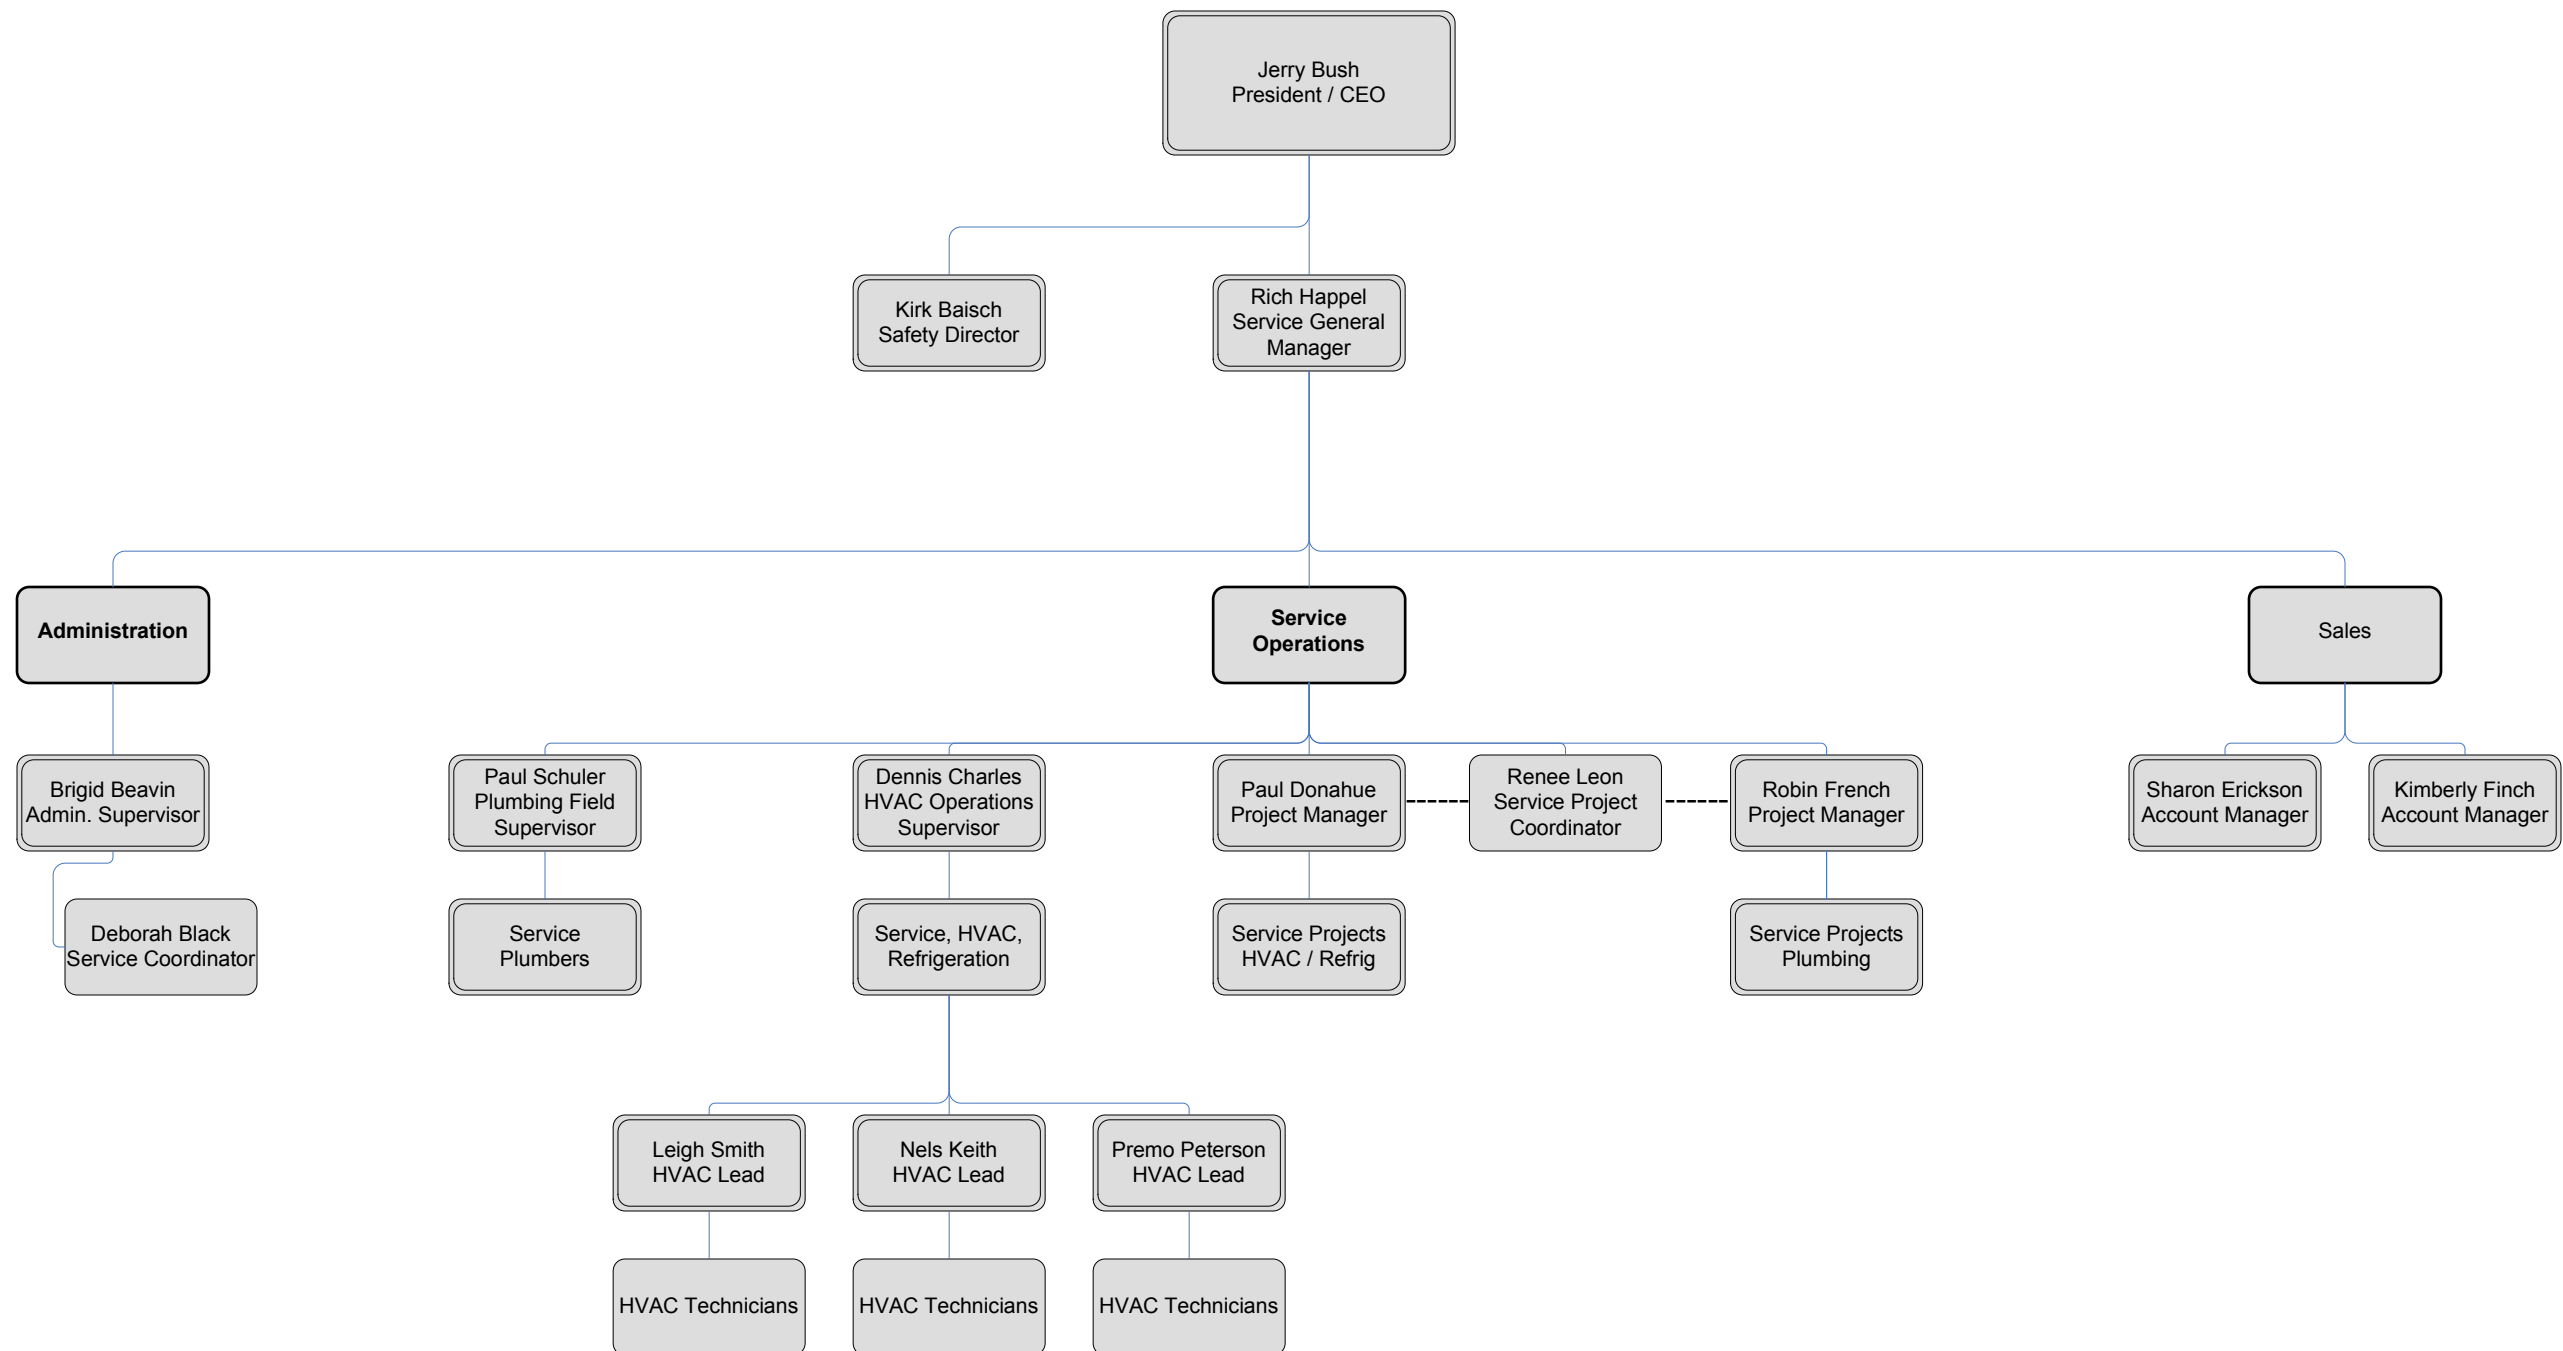 Jerry Bush
President / CEO
Kirk Baisch
Safety Director
Rich Happel
Service General
Manager
Administration
Service
Operations
Sales
Brigid Beavin
Admin. Supervisor
Paul Schuler
Plumbing Field
Supervisor
Dennis Charles
HVAC Operations
Supervisor
Paul Donahue
Project Manager
Renee Leon
Service Project
Coordinator
Robin French
Project Manager
Sharon Erickson
Account Manager
Kimberly Finch
Account Manager
Deborah Black
Service Coordinator
Service
Plumbers
Service, HVAC,
Refrigeration
Service Projects
HVAC / Refrig
Service Projects
Plumbing
Leigh Smith
HVAC Lead
Nels Keith
HVAC Lead
Premo Peterson
HVAC Lead
HVAC Technicians
HVAC Technicians
HVAC Technicians